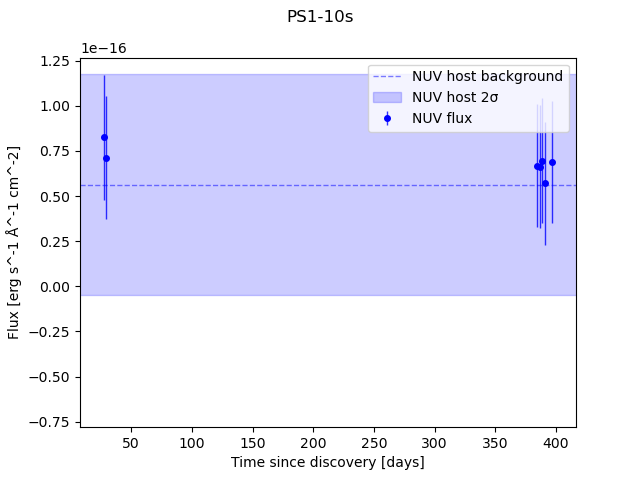 PS1-10s
1e−16
NUV host background
NUV host 2σ
NUV flux
1.25
1.00
0.75
0.50
0.25
0.00
−0.25
−0.50
−0.75
Flux [erg s^-1 Å^-1 cm^-2]
50 100 150 200 250 300 350 400
Time since discovery [days]